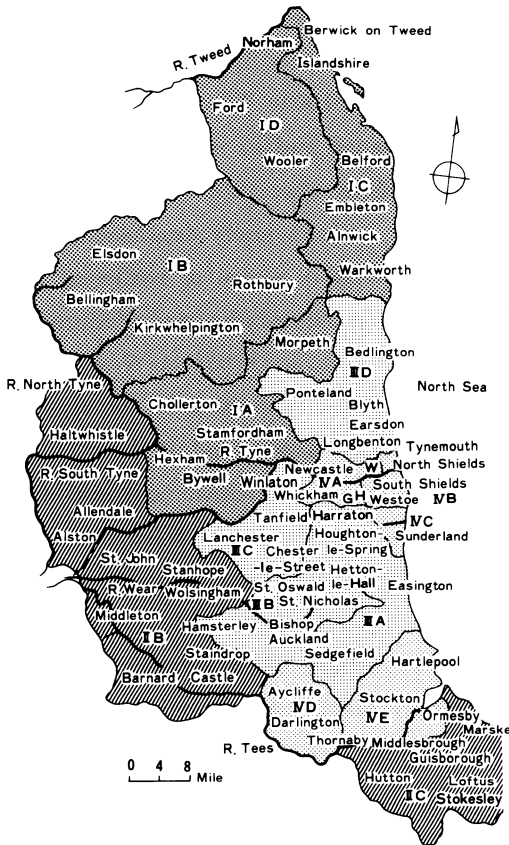 Berwick on Tweed
Norham
R. Tweed
Islandshire
Ford
I D
Wooler
Belford
I C
Embleton
Alnwick
Elsdon
I B
Warkworth
Rothbury
Bellingham
Kirkwhelpington
Morpeth
Bedlington
III D
R. North Tyne
North Sea
Ponteland
Chollerton
I A
Blyth
Stamfordham
Earsdon
Haltwhistle
Longbenton
Tynemouth
R. Tyne
Hexham
Newcastle
W
North Shields
R. South Tyne
Bywell
Winlaton
IV A
South Shields
Whickham
G
H
Westoe
IV B
Allendale
Tanfield
Harraton
IV C
Alston
Lanchester
Houghton-
Sunderland
St. John
III C
Chester
le-Spring
Stanhope
-le-Street
Hetton-
R. Wear
Wolsingham
St. Oswald
le-Hall
Easington
Middleton
III B
St. Nicholas
Hamsterley
Bishop
III A
II B
Auckland
Staindrop
Sedgefield
Hartlepool
Barnard
Castle
Aycliffe
Stockton
IV D
IV E
Ormesby
Darlington
Marske
Thornaby
Middlesbrough
R. Tees
Guisborough
0 4 8
Mile
Hutton
Loftus
II C
Stokesley